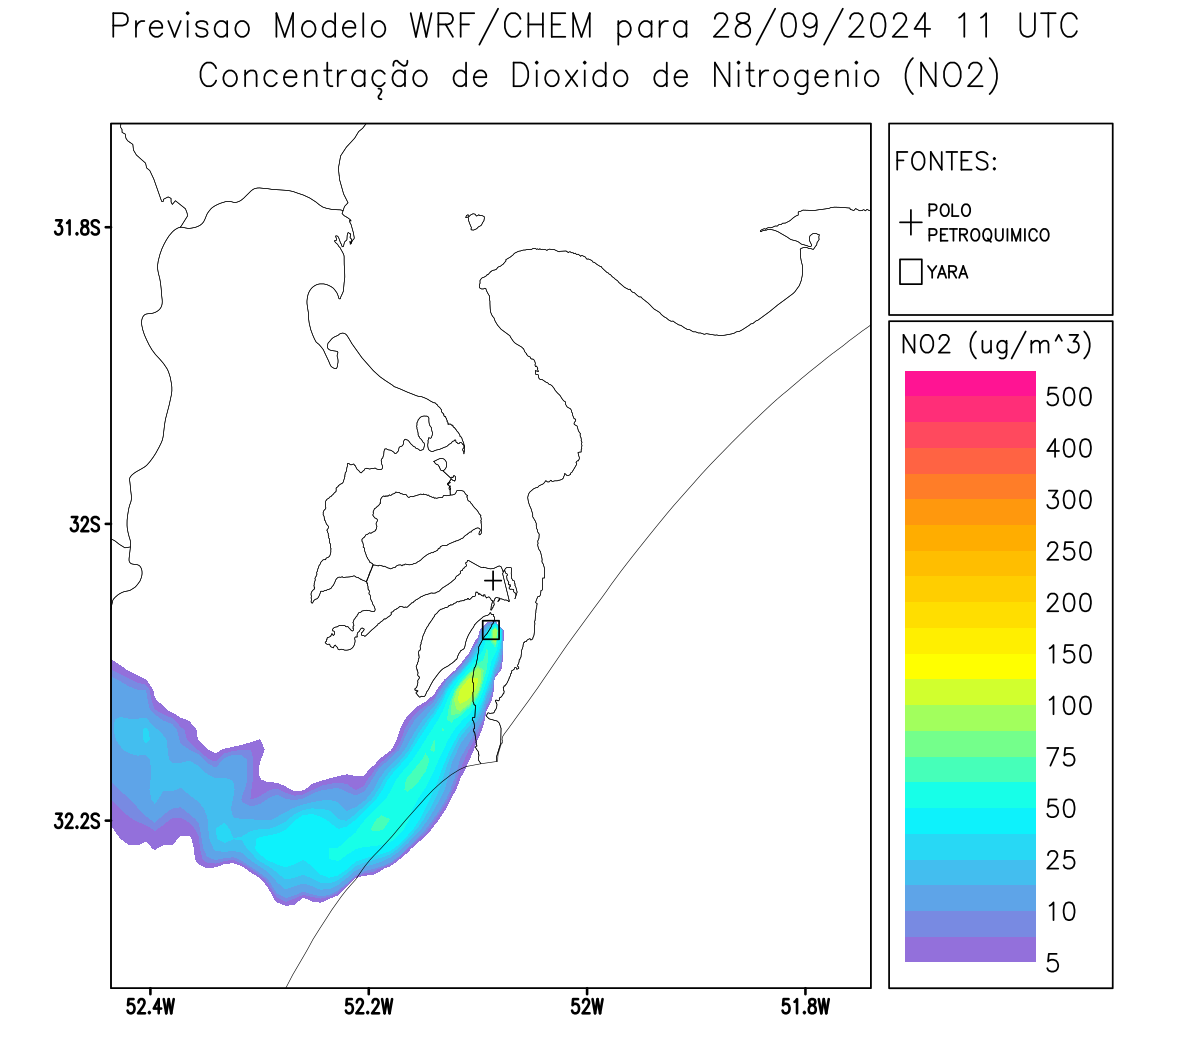 Previsao Modelo WRF/CHEM para 28/09/2024 11 UTC
Concentração de Dioxido de Nitrogenio (NO2)
FONTES:
POLO
PETROQUIMICO
YARA
NO2 (ug/m^3)
500
400
300
250
200
150
100
75
50
25
10
5
31.8S
32S
32.2S
52.4W
52.2W
52W
51.8W